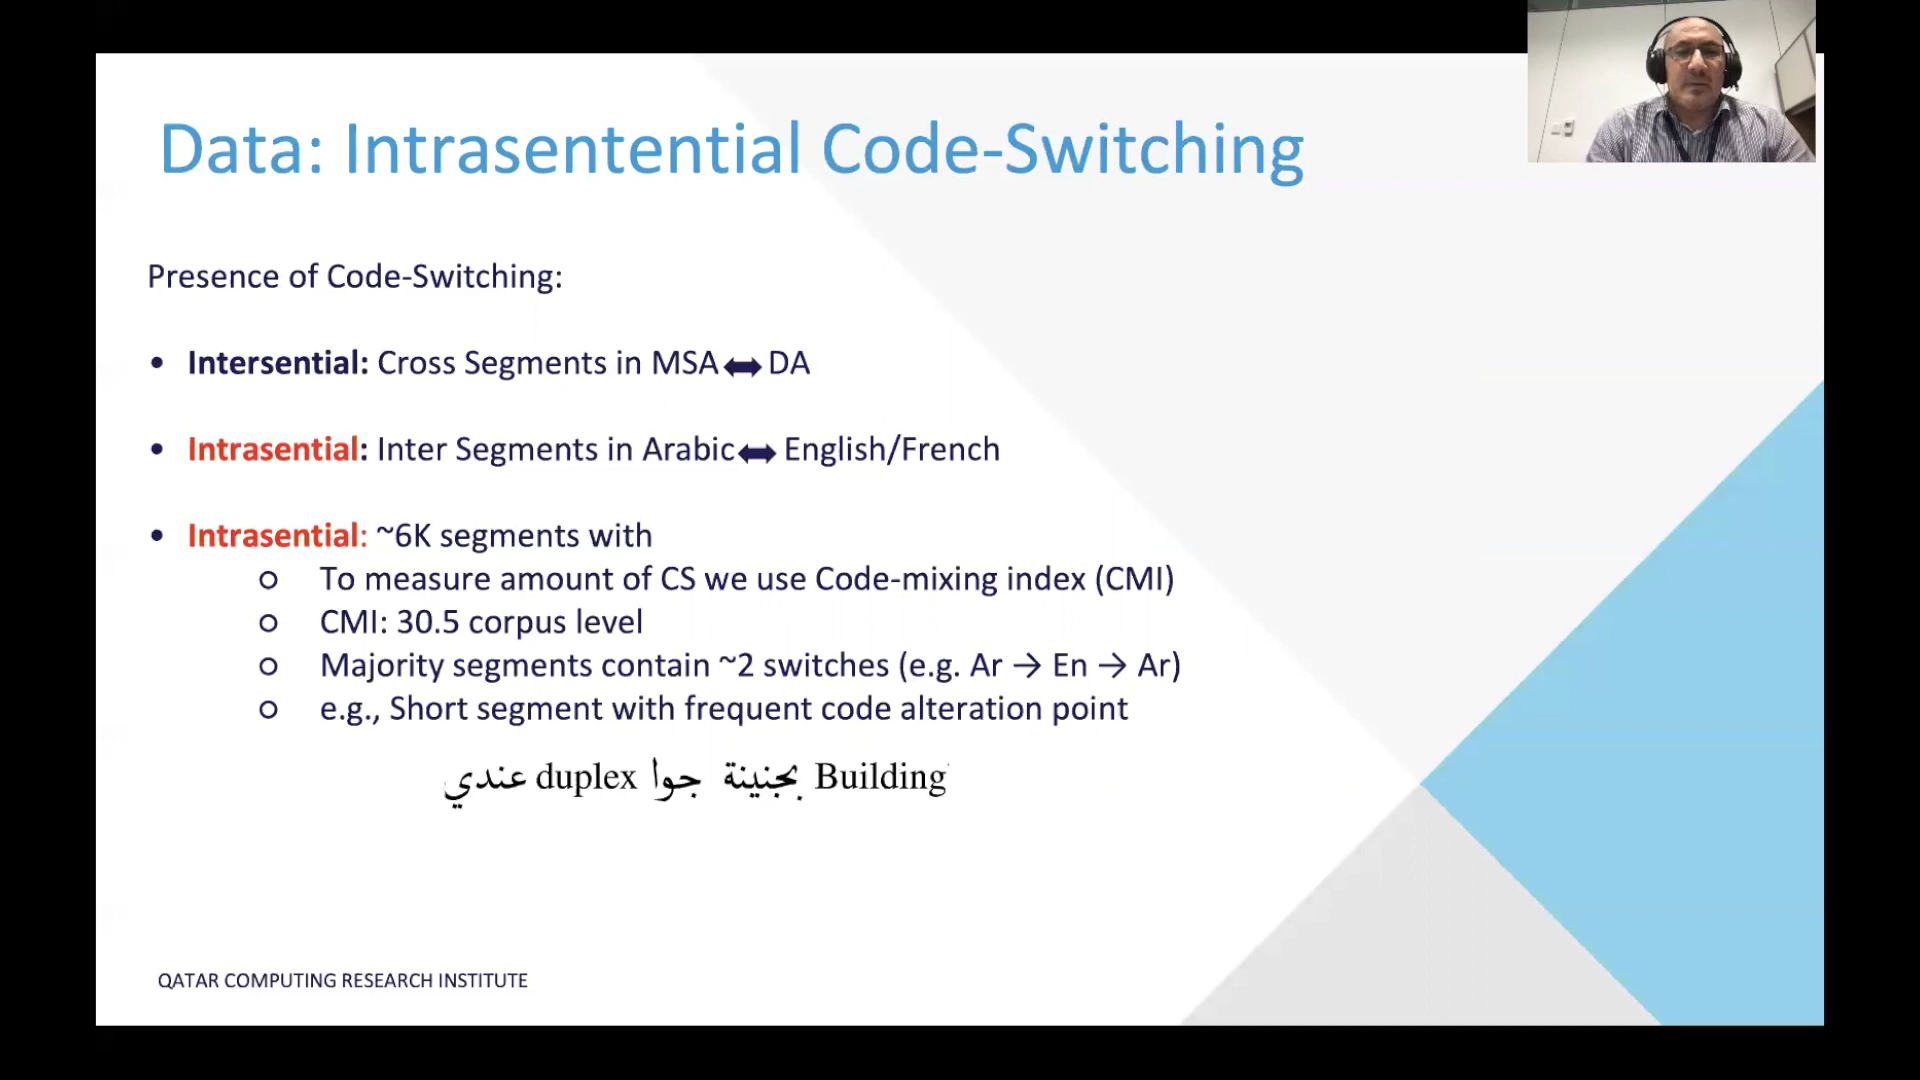 Data: Intrasentential Code-Switching
Presence of Code-Switching:
• Intersential: Cross Segments in MSA⬌DA
• Intrasential: Inter Segments in Arabic⬌English/French
• Intrasential: ~6K segments with
○ To measure amount of CS we use Code-mixing index (CMI)
○ CMI: 30.5 corpus level
○ Majority segments contain ~2 switches (e.g. Ar → En → Ar)
○ e.g., Short segment with frequent code alteration point
عندي duplex بجنينة جوا Building
QATAR COMPUTING RESEARCH INSTITUTE